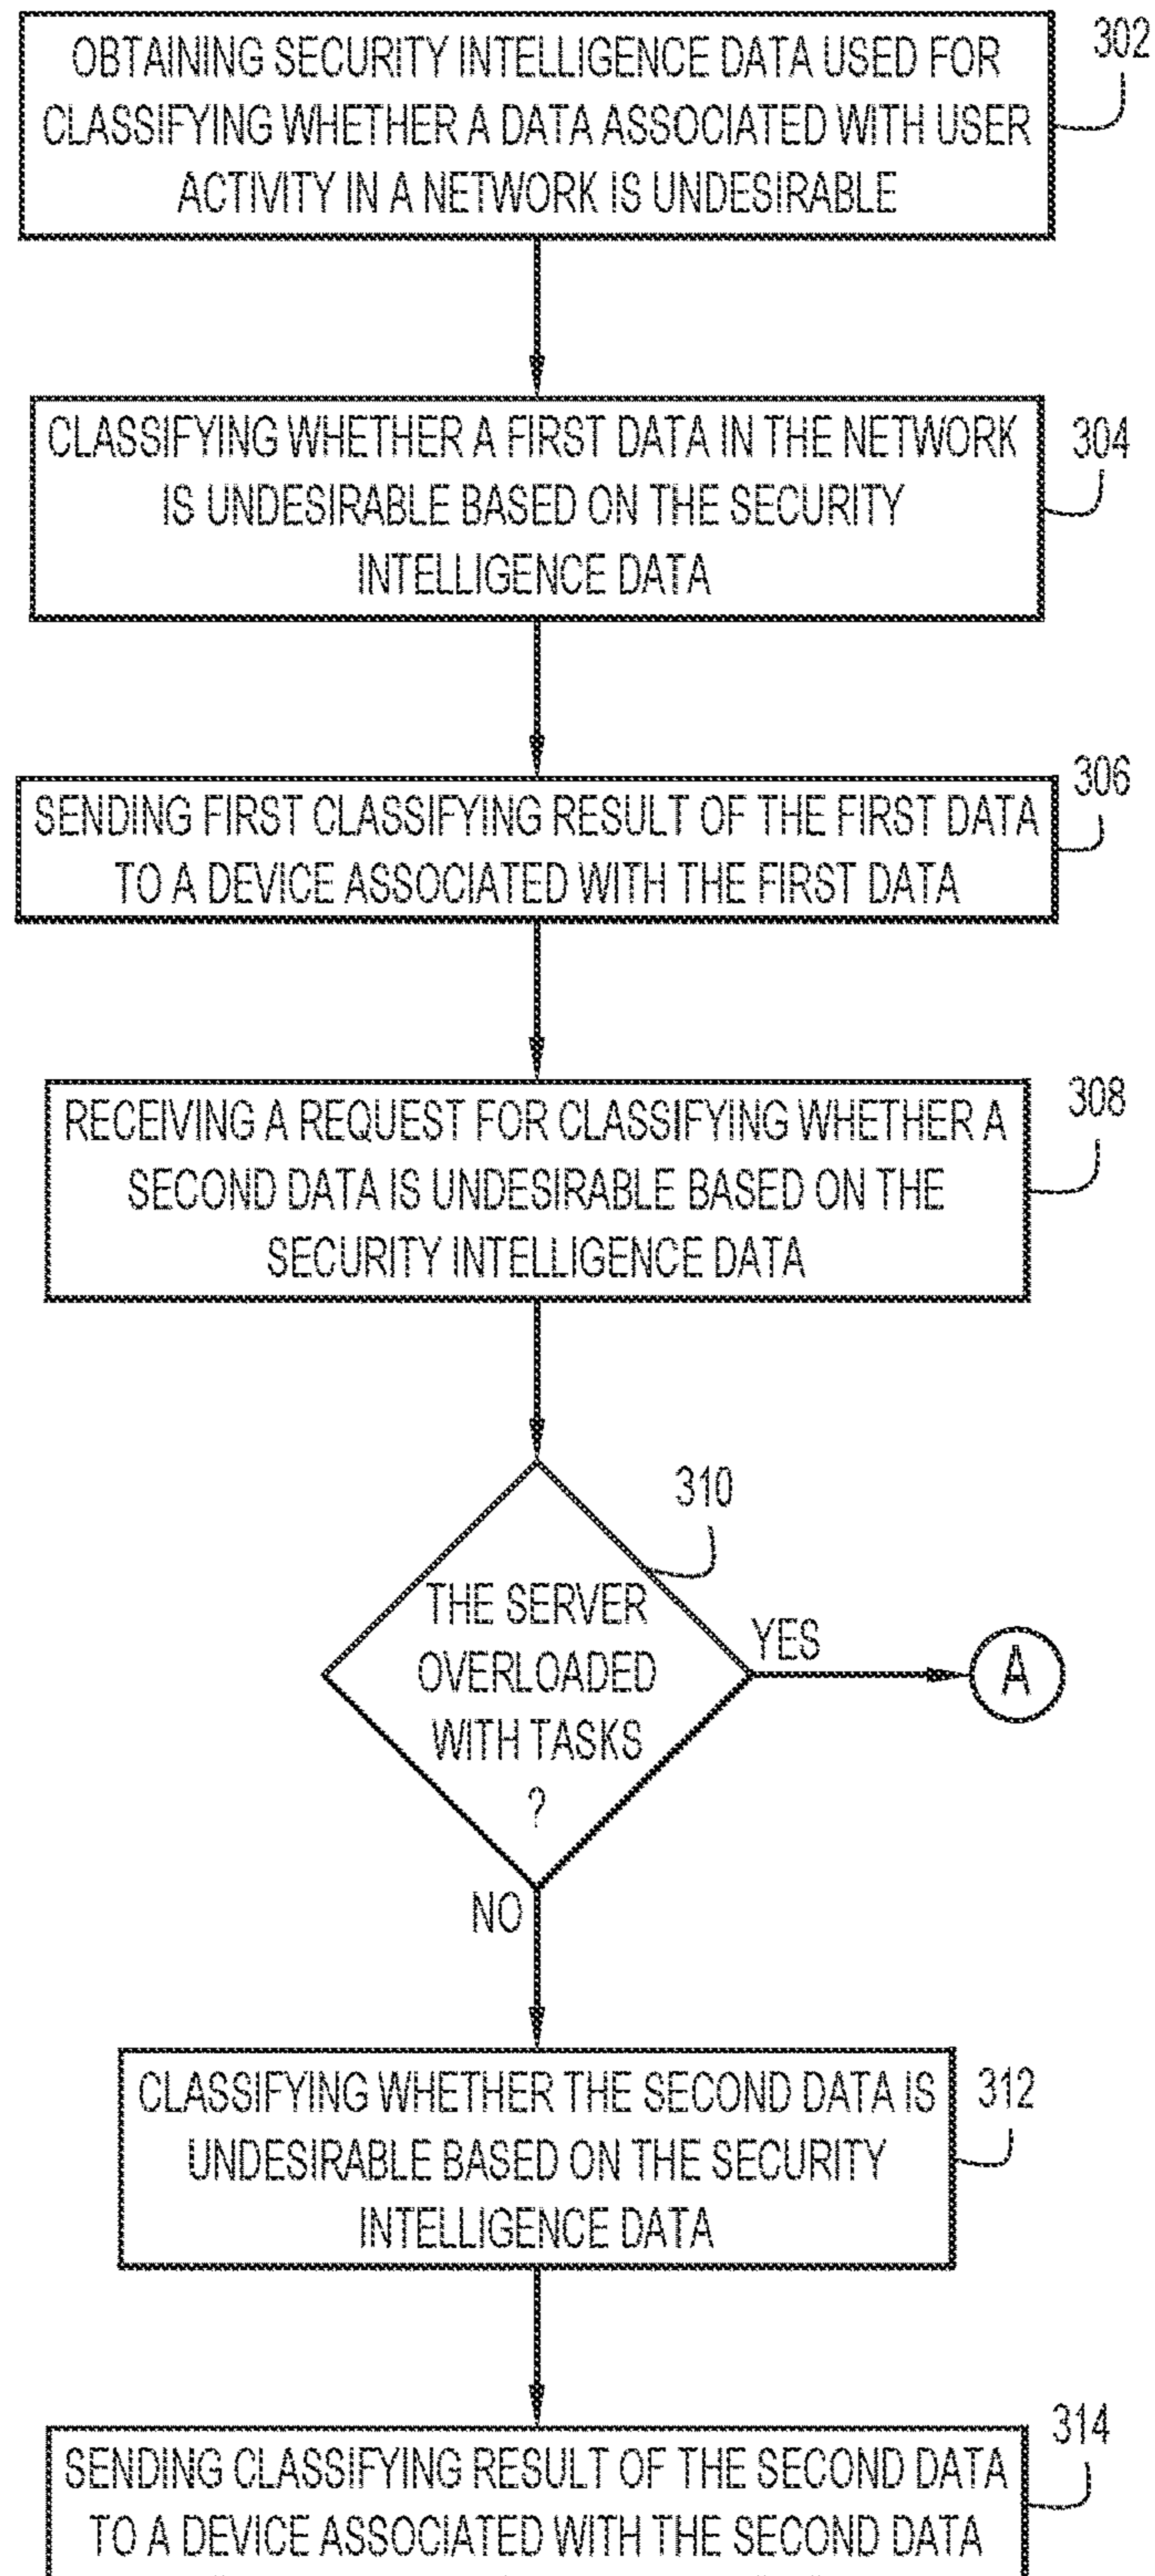 OBTAINING SECURITY INTELLIGENCE DATA USED FOR
CLASSIFYING WHETHER A DATA ASSOCIATED WITH USER
ACTIVITY IN A NETWORK IS UNDESIRABLE
302
CLASSIFYING WHETHER A FIRST DATA IN THE NETWORK
IS UNDESIRABLE BASED ON THE SECURITY
INTELLIGENCE DATA
304
SENDING FIRST CLASSIFYING RESULT OF THE FIRST DATA
TO A DEVICE ASSOCIATED WITH THE FIRST DATA
306
RECEIVING A REQUEST FOR CLASSIFYING WHETHER A
SECOND DATA IS UNDESIRABLE BASED ON THE
SECURITY INTELLIGENCE DATA
308
310
THE SERVER
OVERLOADED
WITH TASKS
?
YES
A
NO
CLASSIFYING WHETHER THE SECOND DATA IS
UNDESIRABLE BASED ON THE SECURITY
INTELLIGENCE DATA
312
SENDING CLASSIFYING RESULT OF THE SECOND DATA
TO A DEVICE ASSOCIATED WITH THE SECOND DATA
314